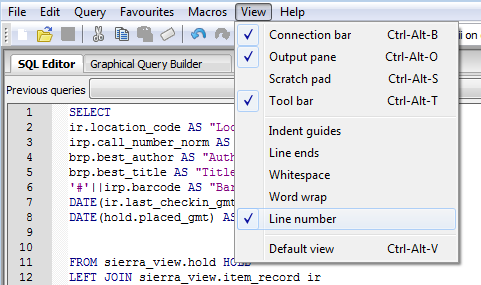 File Edit Query Favourites Macros View Help
ii on c
SQL Editor Graphical Query Builder
Previous queries
Connection bar Ctrl-Alt-B
Output pane Ctrl-Alt-O
Scratch pad Ctrl-Alt-S
Tool bar Ctrl-Alt-T
Indent guides
Line ends
Whitespace
Word wrap
Line number
Default view Ctrl-Alt-V
1 SELECT
2 ir.location_code AS "Loc
3 irp.call_number_norm AS
4 brp.best_author AS "Auth
5 brp.best_title AS "Title
6 '#'||irp.barcode AS "Bar
7 DATE(ir.last_checkin_gmt
8 DATE(hold.placed_gmt) AS
9
10
11 FROM sierra_view.hold HOLD
12 LEFT JOIN sierra_view.item_record ir